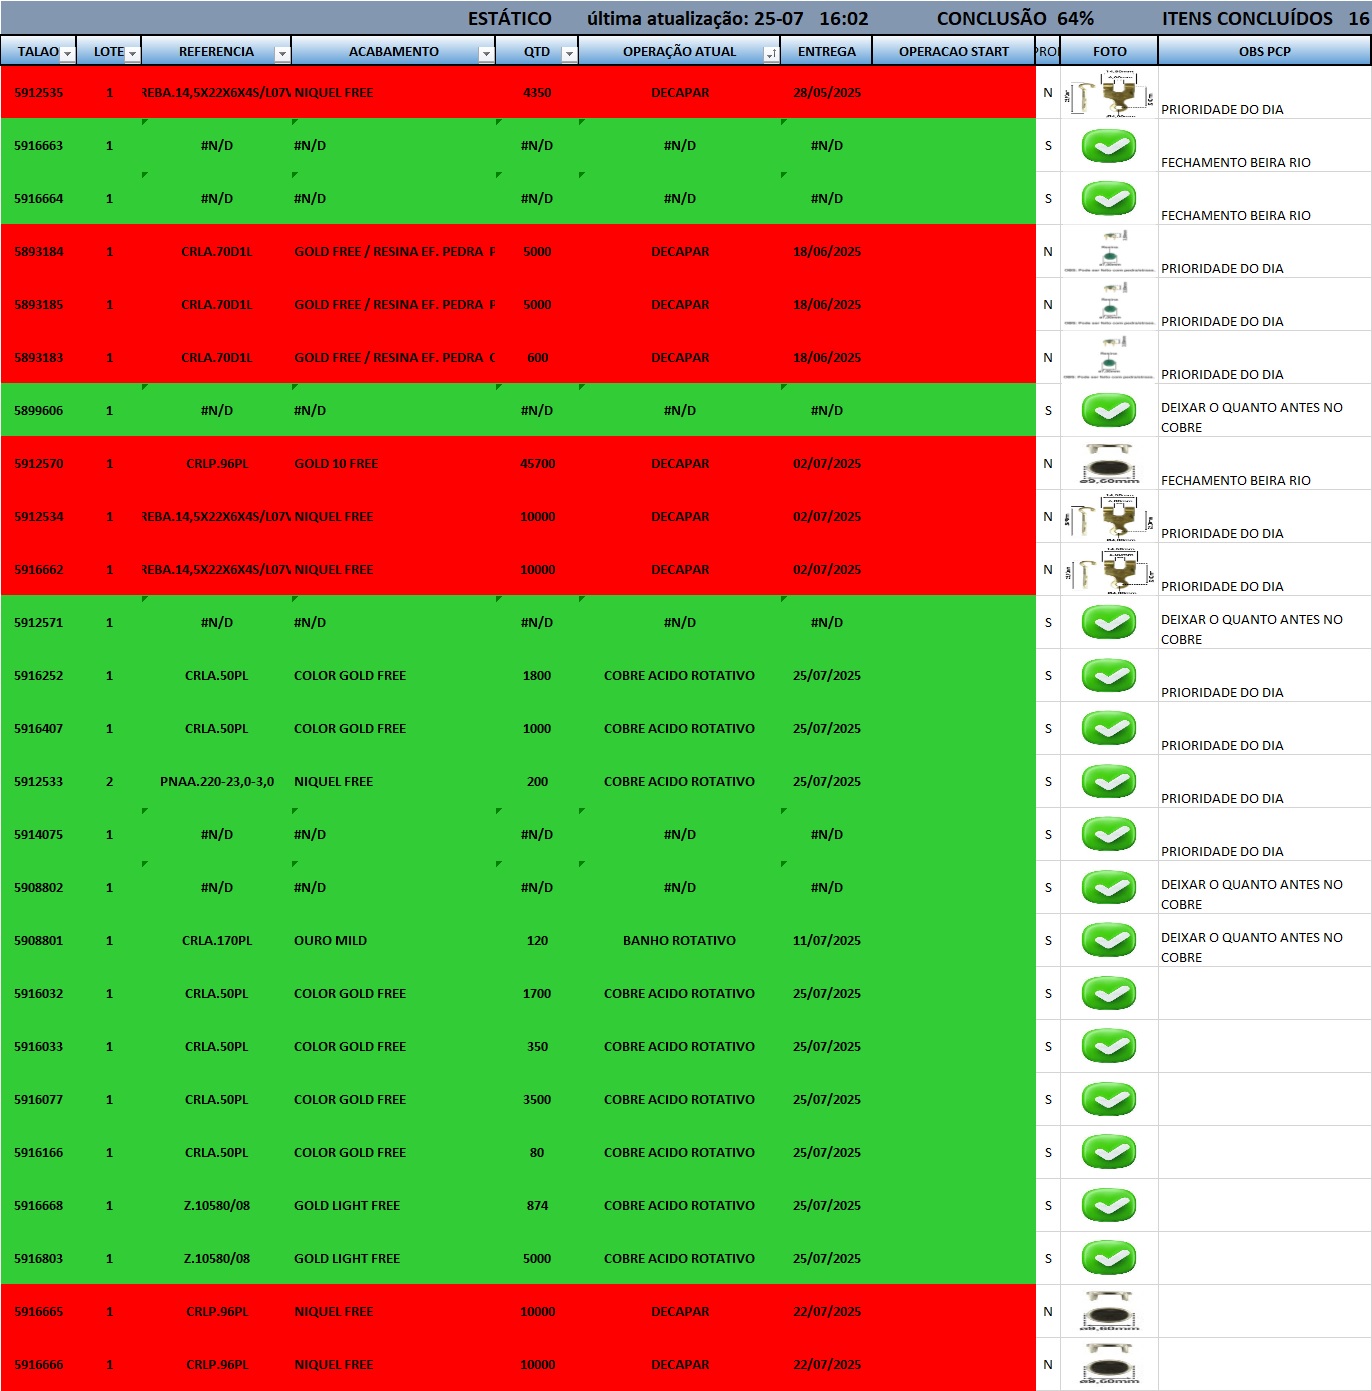 ESTÁTICO última atualização: 25-07 16:02 CONCLUSÃO 64% ITENS CONCLUÍDOS 16
TALAO LOTE REFERENCIA ACABAMENTO QTD OPERAÇÃO ATUAL ENTREGA OPERACAO START PROI FOTO OBS PCP
5912535 1 REBA.14,5X22X6X4S/L07V NIQUEL FREE 4350 DECAPAR 28/05/2025 N PRIORIDADE DO DIA
5916663 1 #N/D #N/D #N/D #N/D #N/D S FECHAMENTO BEIRA RIO
5916664 1 #N/D #N/D #N/D #N/D #N/D S FECHAMENTO BEIRA RIO
5893184 1 CRLA.70D1L GOLD FREE / RESINA EF. PEDRA F 5000 DECAPAR 18/06/2025 N PRIORIDADE DO DIA
5893185 1 CRLA.70D1L GOLD FREE / RESINA EF. PEDRA F 5000 DECAPAR 18/06/2025 N PRIORIDADE DO DIA
5893183 1 CRLA.70D1L GOLD FREE / RESINA EF. PEDRA C 600 DECAPAR 18/06/2025 N PRIORIDADE DO DIA
5899606 1 #N/D #N/D #N/D #N/D #N/D S DEIXAR O QUANTO ANTES NO
COBRE
5912570 1 CRLP.96PL GOLD 10 FREE 45700 DECAPAR 02/07/2025 N FECHAMENTO BEIRA RIO
5912534 1 REBA.14,5X22X6X4S/L07V NIQUEL FREE 10000 DECAPAR 02/07/2025 N PRIORIDADE DO DIA
5916662 1 REBA.14,5X22X6X4S/L07V NIQUEL FREE 10000 DECAPAR 02/07/2025 N PRIORIDADE DO DIA
5912571 1 #N/D #N/D #N/D #N/D #N/D S DEIXAR O QUANTO ANTES NO
COBRE
5916252 1 CRLA.50PL COLOR GOLD FREE 1800 COBRE ACIDO ROTATIVO 25/07/2025 S PRIORIDADE DO DIA
5916407 1 CRLA.50PL COLOR GOLD FREE 1000 COBRE ACIDO ROTATIVO 25/07/2025 S PRIORIDADE DO DIA
5912533 2 PNAA.220-23,0-3,0 NIQUEL FREE 200 COBRE ACIDO ROTATIVO 25/07/2025 S PRIORIDADE DO DIA
5914075 1 #N/D #N/D #N/D #N/D #N/D S PRIORIDADE DO DIA
5908802 1 #N/D #N/D #N/D #N/D #N/D S DEIXAR O QUANTO ANTES NO
COBRE
5908801 1 CRLA.170PL OURO MILD 120 BANHO ROTATIVO 11/07/2025 S DEIXAR O QUANTO ANTES NO
COBRE
5916032 1 CRLA.50PL COLOR GOLD FREE 1700 COBRE ACIDO ROTATIVO 25/07/2025 S
5916033 1 CRLA.50PL COLOR GOLD FREE 350 COBRE ACIDO ROTATIVO 25/07/2025 S
5916077 1 CRLA.50PL COLOR GOLD FREE 3500 COBRE ACIDO ROTATIVO 25/07/2025 S
5916166 1 CRLA.50PL COLOR GOLD FREE 80 COBRE ACIDO ROTATIVO 25/07/2025 S
5916668 1 Z.10580/08 GOLD LIGHT FREE 874 COBRE ACIDO ROTATIVO 25/07/2025 S
5916803 1 Z.10580/08 GOLD LIGHT FREE 5000 COBRE ACIDO ROTATIVO 25/07/2025 S
5916665 1 CRLP.96PL NIQUEL FREE 10000 DECAPAR 22/07/2025 N
5916666 1 CRLP.96PL NIQUEL FREE 10000 DECAPAR 22/07/2025 N